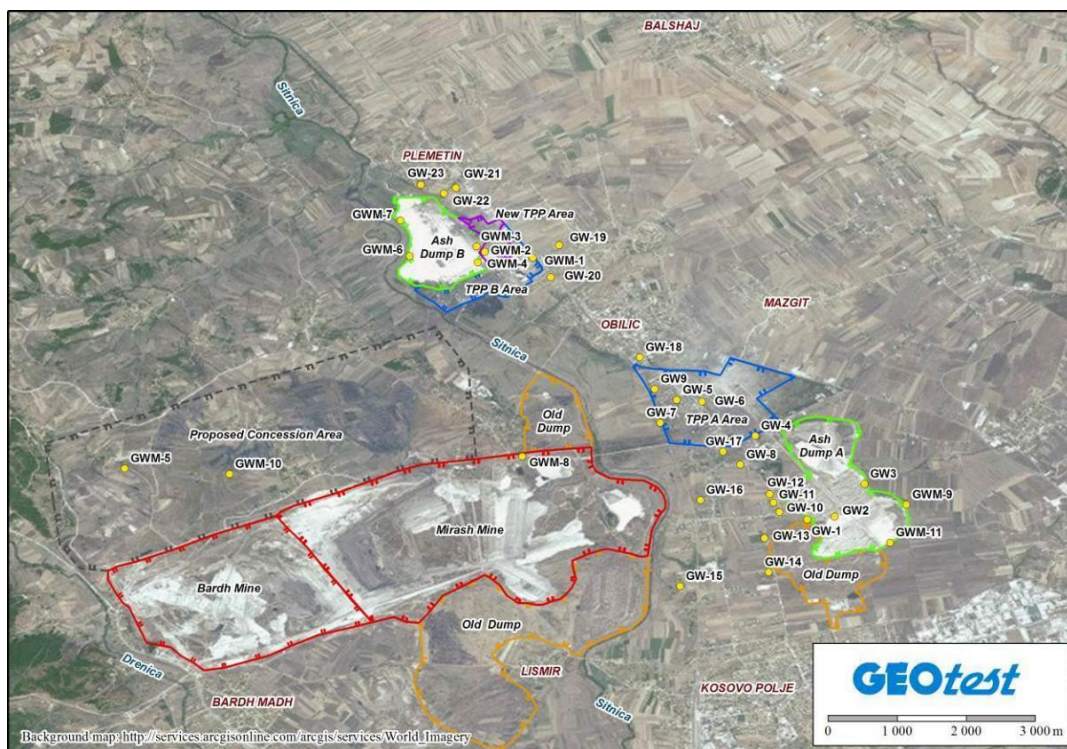 BALSHAJ
Sitnica
PLEMETIN
GW-23
GW-21
GW-22
GWM-7
New TPP Area
GWM-3
GW-19
Ash
Dump B
GWM-2
GWM-6
GWM-4
GWM-1
GW-20
TPP B Area
MAZGIT
OBILIC
Sitnica
GW-18
GW9
GW-5
GW-6
Old
Dump
GW-7
TPP A Area
GW-4
Proposed Concession Area
GW-17
Ash
Dump A
GWM-5
GWM-10
GWM-8
GW-8
GW3
GW-12
GW-11
GWM-9
GW-16
GW-10
GW2
Mirash Mine
GW-1
GW-13
GWM-11
GW-14
Old Dump
Bardh Mine
GW-15
Old Dump
Drenica
LISMIR
BARDH MADH
Sitnica
KOSOVO POLJE
GEOtest
0 1 000 2 000 3 000 m
Background map: http://services.arcgisonline.com/arcgis/services/World_Imagery